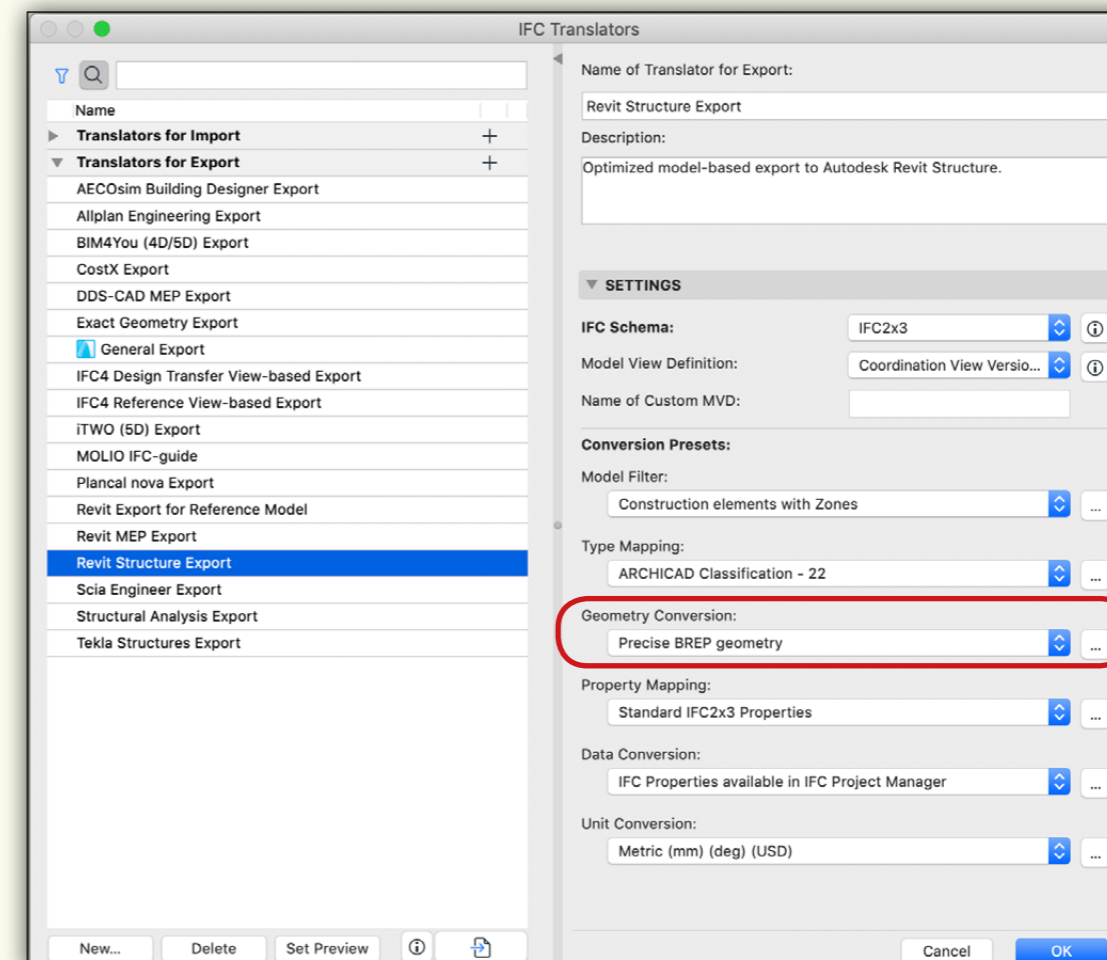 IFC Translators
Name
Translators for Import
Translators for Export
AECOsim Building Designer Export
Allplan Engineering Export
BIM4You (4D/5D) Export
CostX Export
DDS-CAD MEP Export
Exact Geometry Export
General Export
IFC4 Design Transfer View-based Export
IFC4 Reference View-based Export
iTWO (5D) Export
MOLIO IFC-guide
Plancal nova Export
Revit Export for Reference Model
Revit MEP Export
Revit Structure Export
Scia Engineer Export
Structural Analysis Export
Tekla Structures Export
New...
Delete
Set Preview
Name of Translator for Export:
Revit Structure Export
Description:
Optimized model-based export to Autodesk Revit Structure.
SETTINGS
IFC Schema:
IFC2x3
Model View Definition:
Coordination View Versio...
Name of Custom MVD:
Conversion Presets:
Model Filter:
Construction elements with Zones
...
Type Mapping:
ARCHICAD Classification - 22
...
Geometry Conversion:
Precise BREP geometry
...
Property Mapping:
Standard IFC2x3 Properties
...
Data Conversion:
IFC Properties available in IFC Project Manager
...
Unit Conversion:
Metric (mm) (deg) (USD)
...
Cancel
OK